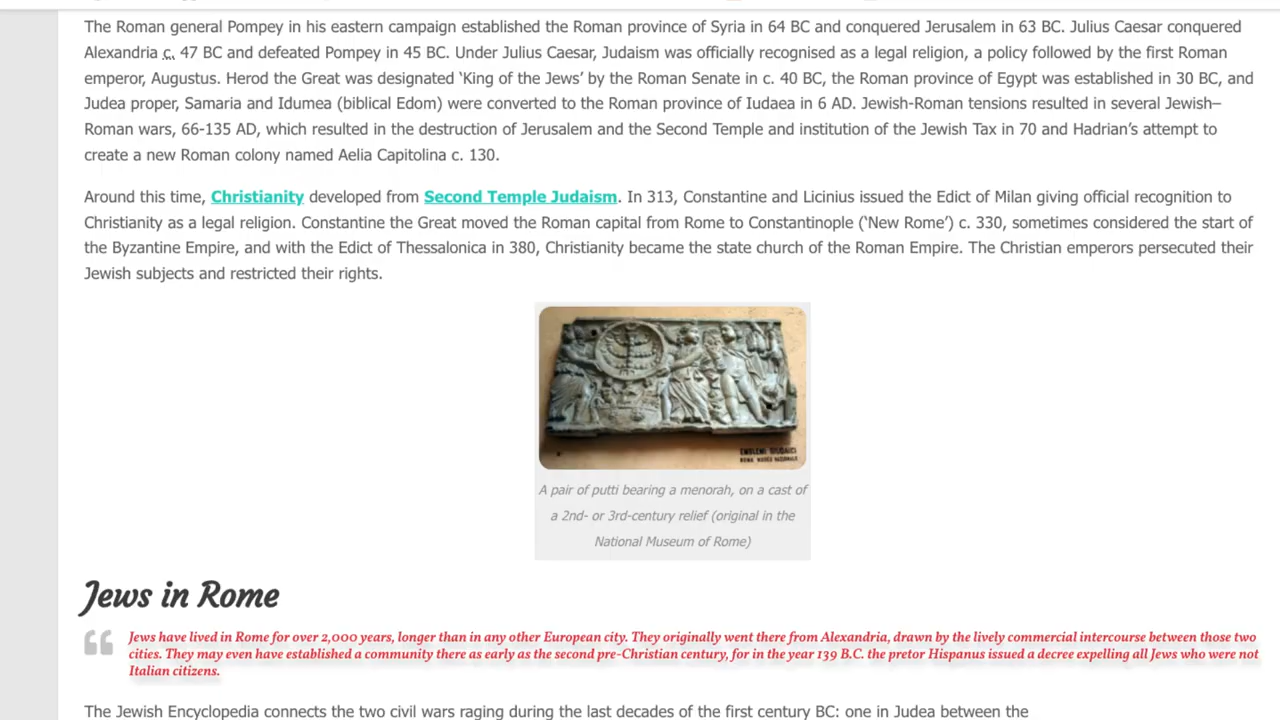 The Roman general Pompey in his eastern campaign established the Roman province of Syria in 64 BC and conquered Jerusalem in 63 BC. Julius Caesar conquered
Alexandria c. 47 BC and defeated Pompey in 45 BC. Under Julius Caesar, Judaism was officially recognised as a legal religion, a policy followed by the first Roman
emperor, Augustus. Herod the Great was designated ‘King of the Jews’ by the Roman Senate in c. 40 BC, the Roman province of Egypt was established in 30 BC, and
Judea proper, Samaria and Idumea (biblical Edom) were converted to the Roman province of Iudaea in 6 AD. Jewish-Roman tensions resulted in several Jewish–
Roman wars, 66-135 AD, which resulted in the destruction of Jerusalem and the Second Temple and institution of the Jewish Tax in 70 and Hadrian’s attempt to
create a new Roman colony named Aelia Capitolina c. 130.
Around this time, Christianity developed from Second Temple Judaism. In 313, Constantine and Licinius issued the Edict of Milan giving official recognition to
Christianity as a legal religion. Constantine the Great moved the Roman capital from Rome to Constantinople (‘New Rome’) c. 330, sometimes considered the start of
the Byzantine Empire, and with the Edict of Thessalonica in 380, Christianity became the state church of the Roman Empire. The Christian emperors persecuted their
Jewish subjects and restricted their rights.
EMBLEMI GIUDAICI
ROMA MUSEO NAZIONALE
A pair of putti bearing a menorah, on a cast of
a 2nd- or 3rd-century relief (original in the
National Museum of Rome)
Jews in Rome
Jews have lived in Rome for over 2,000 years, longer than in any other European city. They originally went there from Alexandria, drawn by the lively commercial intercourse between those two
cities. They may even have established a community there as early as the second pre-Christian century, for in the year 139 B.C. the pretor Hispanus issued a decree expelling all Jews who were not
Italian citizens.
The Jewish Encyclopedia connects the two civil wars raging during the last decades of the first century BC: one in Judea between the